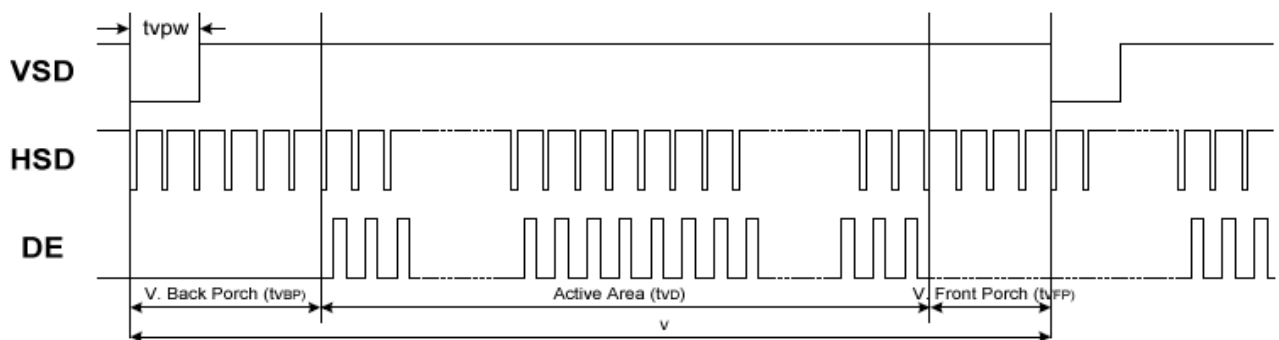 tvpw
VSD
HSD
DE
V. Back Porch (tVBP)
Active Area (tVD)
V. Front Porch (tVFP)
v